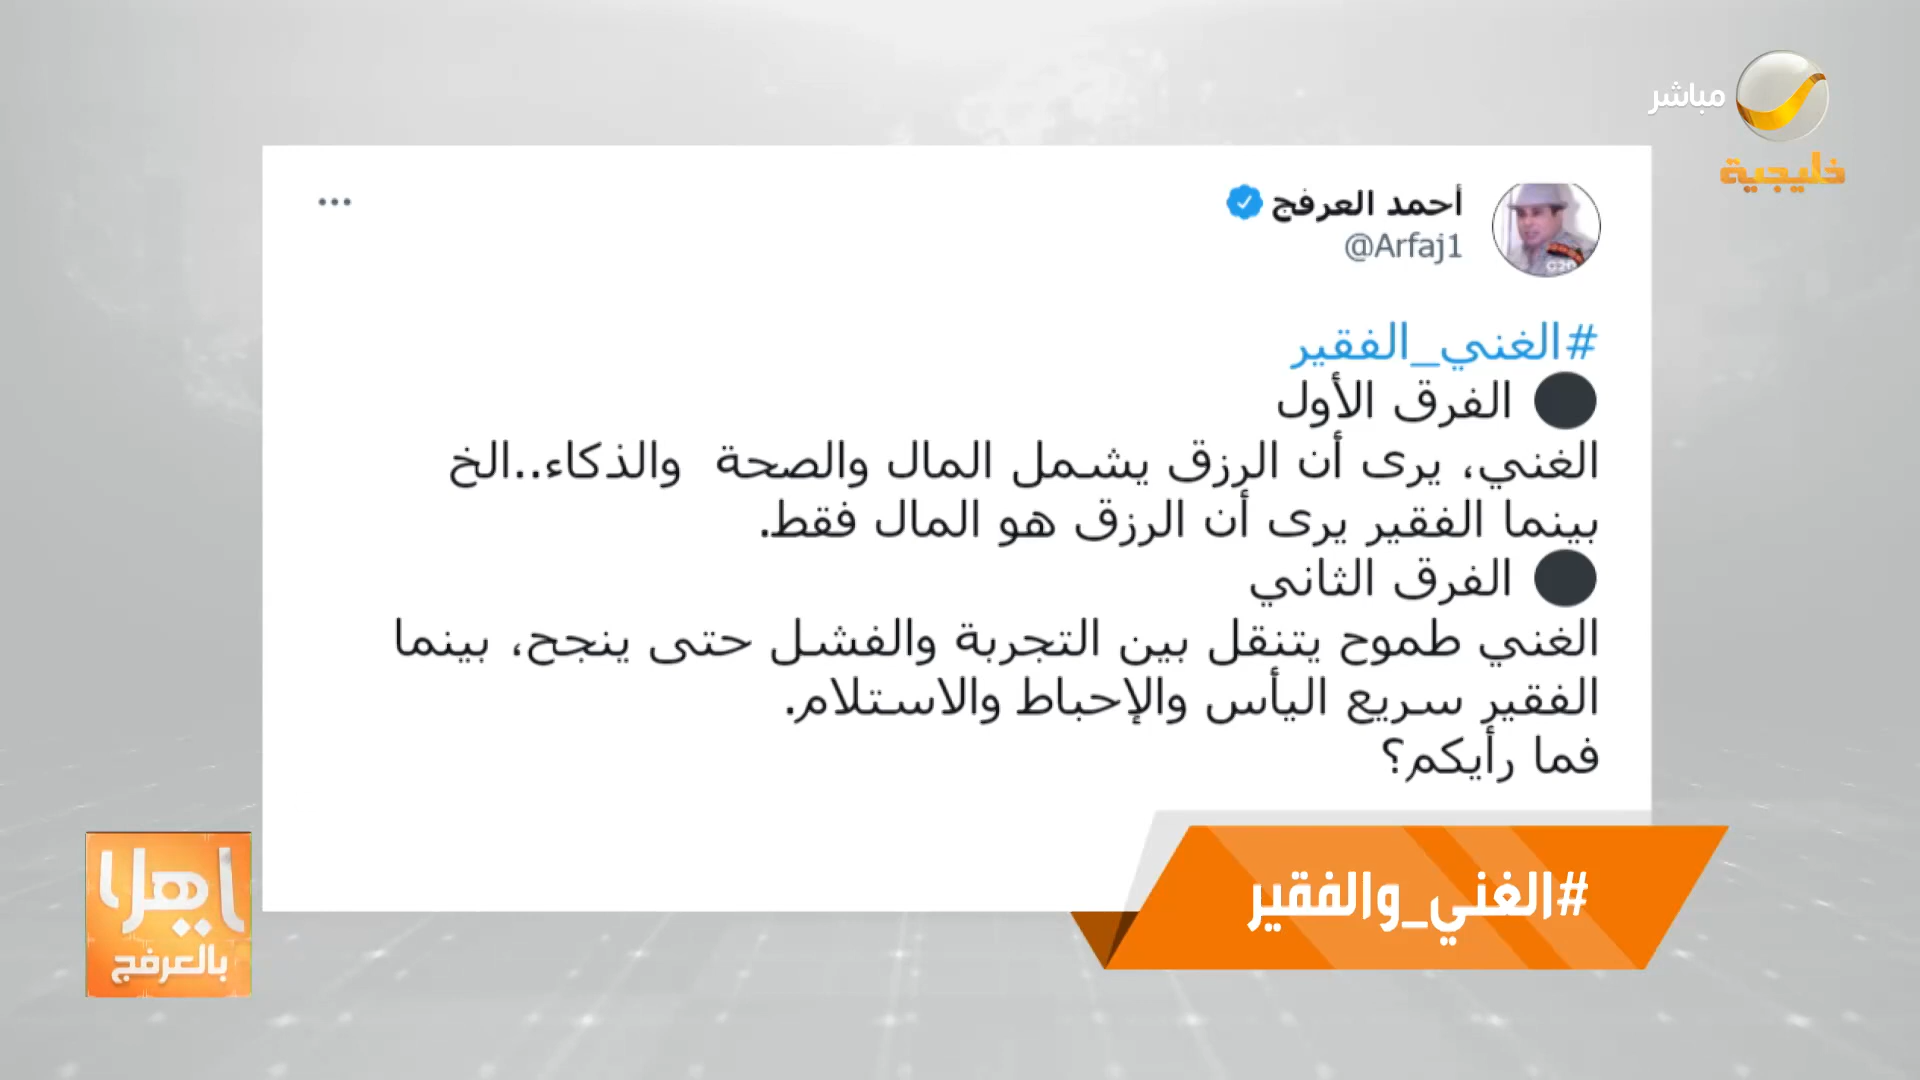 مباشر
خليجية
أحمد العرفج
@Arfaj1
#الغني_الفقير
الفرق الأول
الغني، يرى أن الرزق يشمل المال والصحة والذكاء..الخ
بينما الفقير يرى أن الرزق هو المال فقط.
الفرق الثاني
الغني طموح يتنقل بين التجربة والفشل حتى ينجح، بينما
الفقير سريع اليأس والإحباط والاستلام.
فما رأيكم؟
#الغني_والفقير
ياهلا
بالعرفج